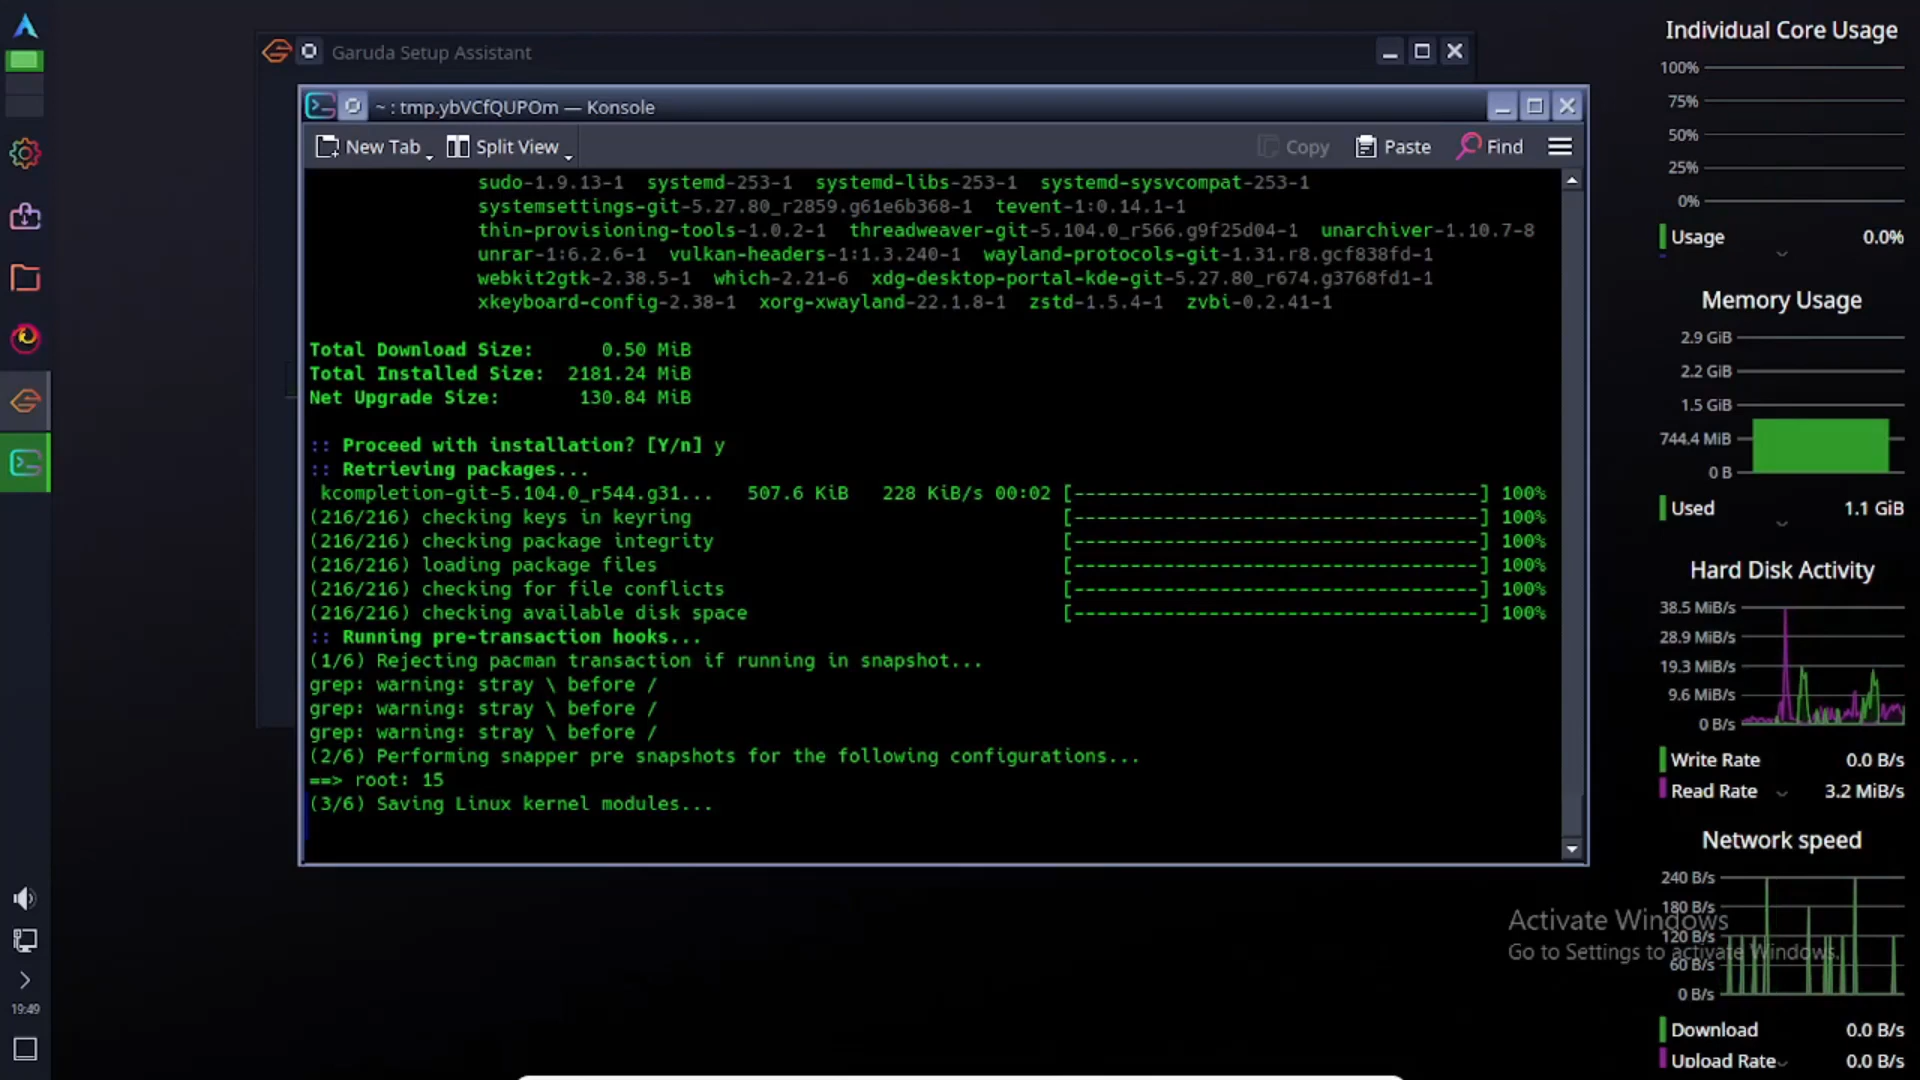 Garuda Setup Assistant
~ : tmp.ybVCfQUPOm — Konsole
New Tab Split View Copy Paste Find
sudo-1.9.13-1 systemd-253-1 systemd-libs-253-1 systemd-sysvcompat-253-1
systemsettings-git-5.27.80_r2859.g61e6b368-1 tevent-1:0.14.1-1
thin-provisioning-tools-1.0.2-1 threadweaver-git-5.104.0_r566.g9f25d04-1 unarchiver-1.10.7-8
unrar-1:6.2.6-1 vulkan-headers-1:1.3.240-1 wayland-protocols-git-1.31.r8.gcf838fd-1
webkit2gtk-2.38.5-1 which-2.21-6 xdg-desktop-portal-kde-git-5.27.80_r674.g3768fd1-1
xkeyboard-config-2.38-1 xorg-xwayland-22.1.8-1 zstd-1.5.4-1 zvbi-0.2.41-1
Total Download Size: 0.50 MiB
Total Installed Size: 2181.24 MiB
Net Upgrade Size: 130.84 MiB
:: Proceed with installation? [Y/n] y
:: Retrieving packages...
kcompletion-git-5.104.0_r544.g31... 507.6 KiB 228 KiB/s 00:02 [------------------------------------] 100%
(216/216) checking keys in keyring [------------------------------------] 100%
(216/216) checking package integrity [------------------------------------] 100%
(216/216) loading package files [------------------------------------] 100%
(216/216) checking for file conflicts [------------------------------------] 100%
(216/216) checking available disk space [------------------------------------] 100%
:: Running pre-transaction hooks...
(1/6) Rejecting pacman transaction if running in snapshot...
grep: warning: stray \ before /
grep: warning: stray \ before /
grep: warning: stray \ before /
(2/6) Performing snapper pre snapshots for the following configurations...
==> root: 15
(3/6) Saving Linux kernel modules...
19:49
Individual Core Usage
100%
75%
50%
25%
0%
Usage 0.0%
Memory Usage
2.9 GiB
2.2 GiB
1.5 GiB
744.4 MiB
0 B
Used 1.1 GiB
Hard Disk Activity
38.5 MiB/s
28.9 MiB/s
19.3 MiB/s
9.6 MiB/s
0 B/s
Write Rate 0.0 B/s
Read Rate 3.2 MiB/s
Network speed
240 B/s
180 B/s
120 B/s
60 B/s
0 B/s
Download 0.0 B/s
Upload Rate 0.0 B/s
Activate Windows
Go to Settings to activate Windows.